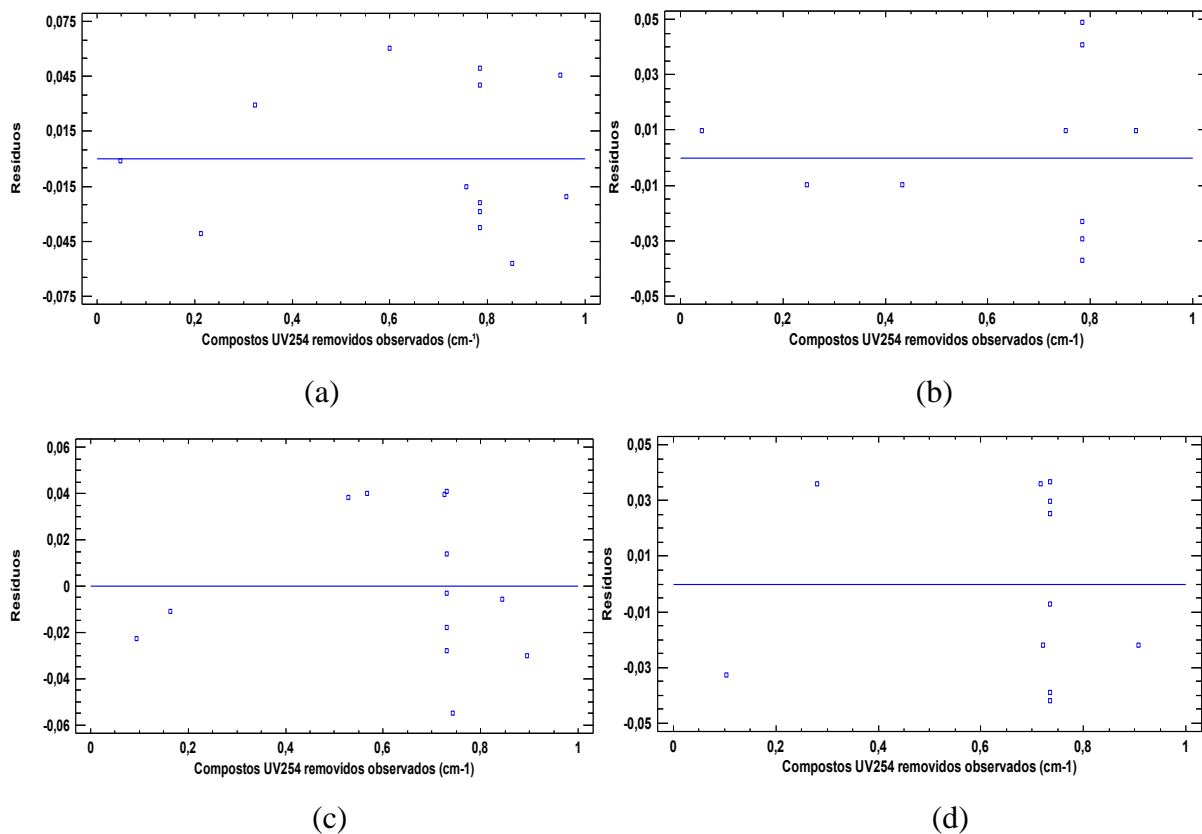 0,075
0,045
0,015
-0,015
-0,045
-0,075
Resíduos
0 0,2 0,4 0,6 0,8 1
Compostos UV254 removidos observados (cm-¹)
(a)
0,05
0,03
0,01
-0,01
-0,03
-0,05
Resíduos
0 0,2 0,4 0,6 0,8 1
Compostos UV254 removidos observados (cm-1)
(b)
0,06
0,04
0,02
0
-0,02
-0,04
-0,06
Resíduos
0 0,2 0,4 0,6 0,8 1
Compostos UV254 removidos observados (cm-1)
(c)
0,05
0,03
0,01
-0,01
-0,03
-0,05
Resíduos
0 0,2 0,4 0,6 0,8 1
Compostos UV254 removidos observados (cm-1)
(d)